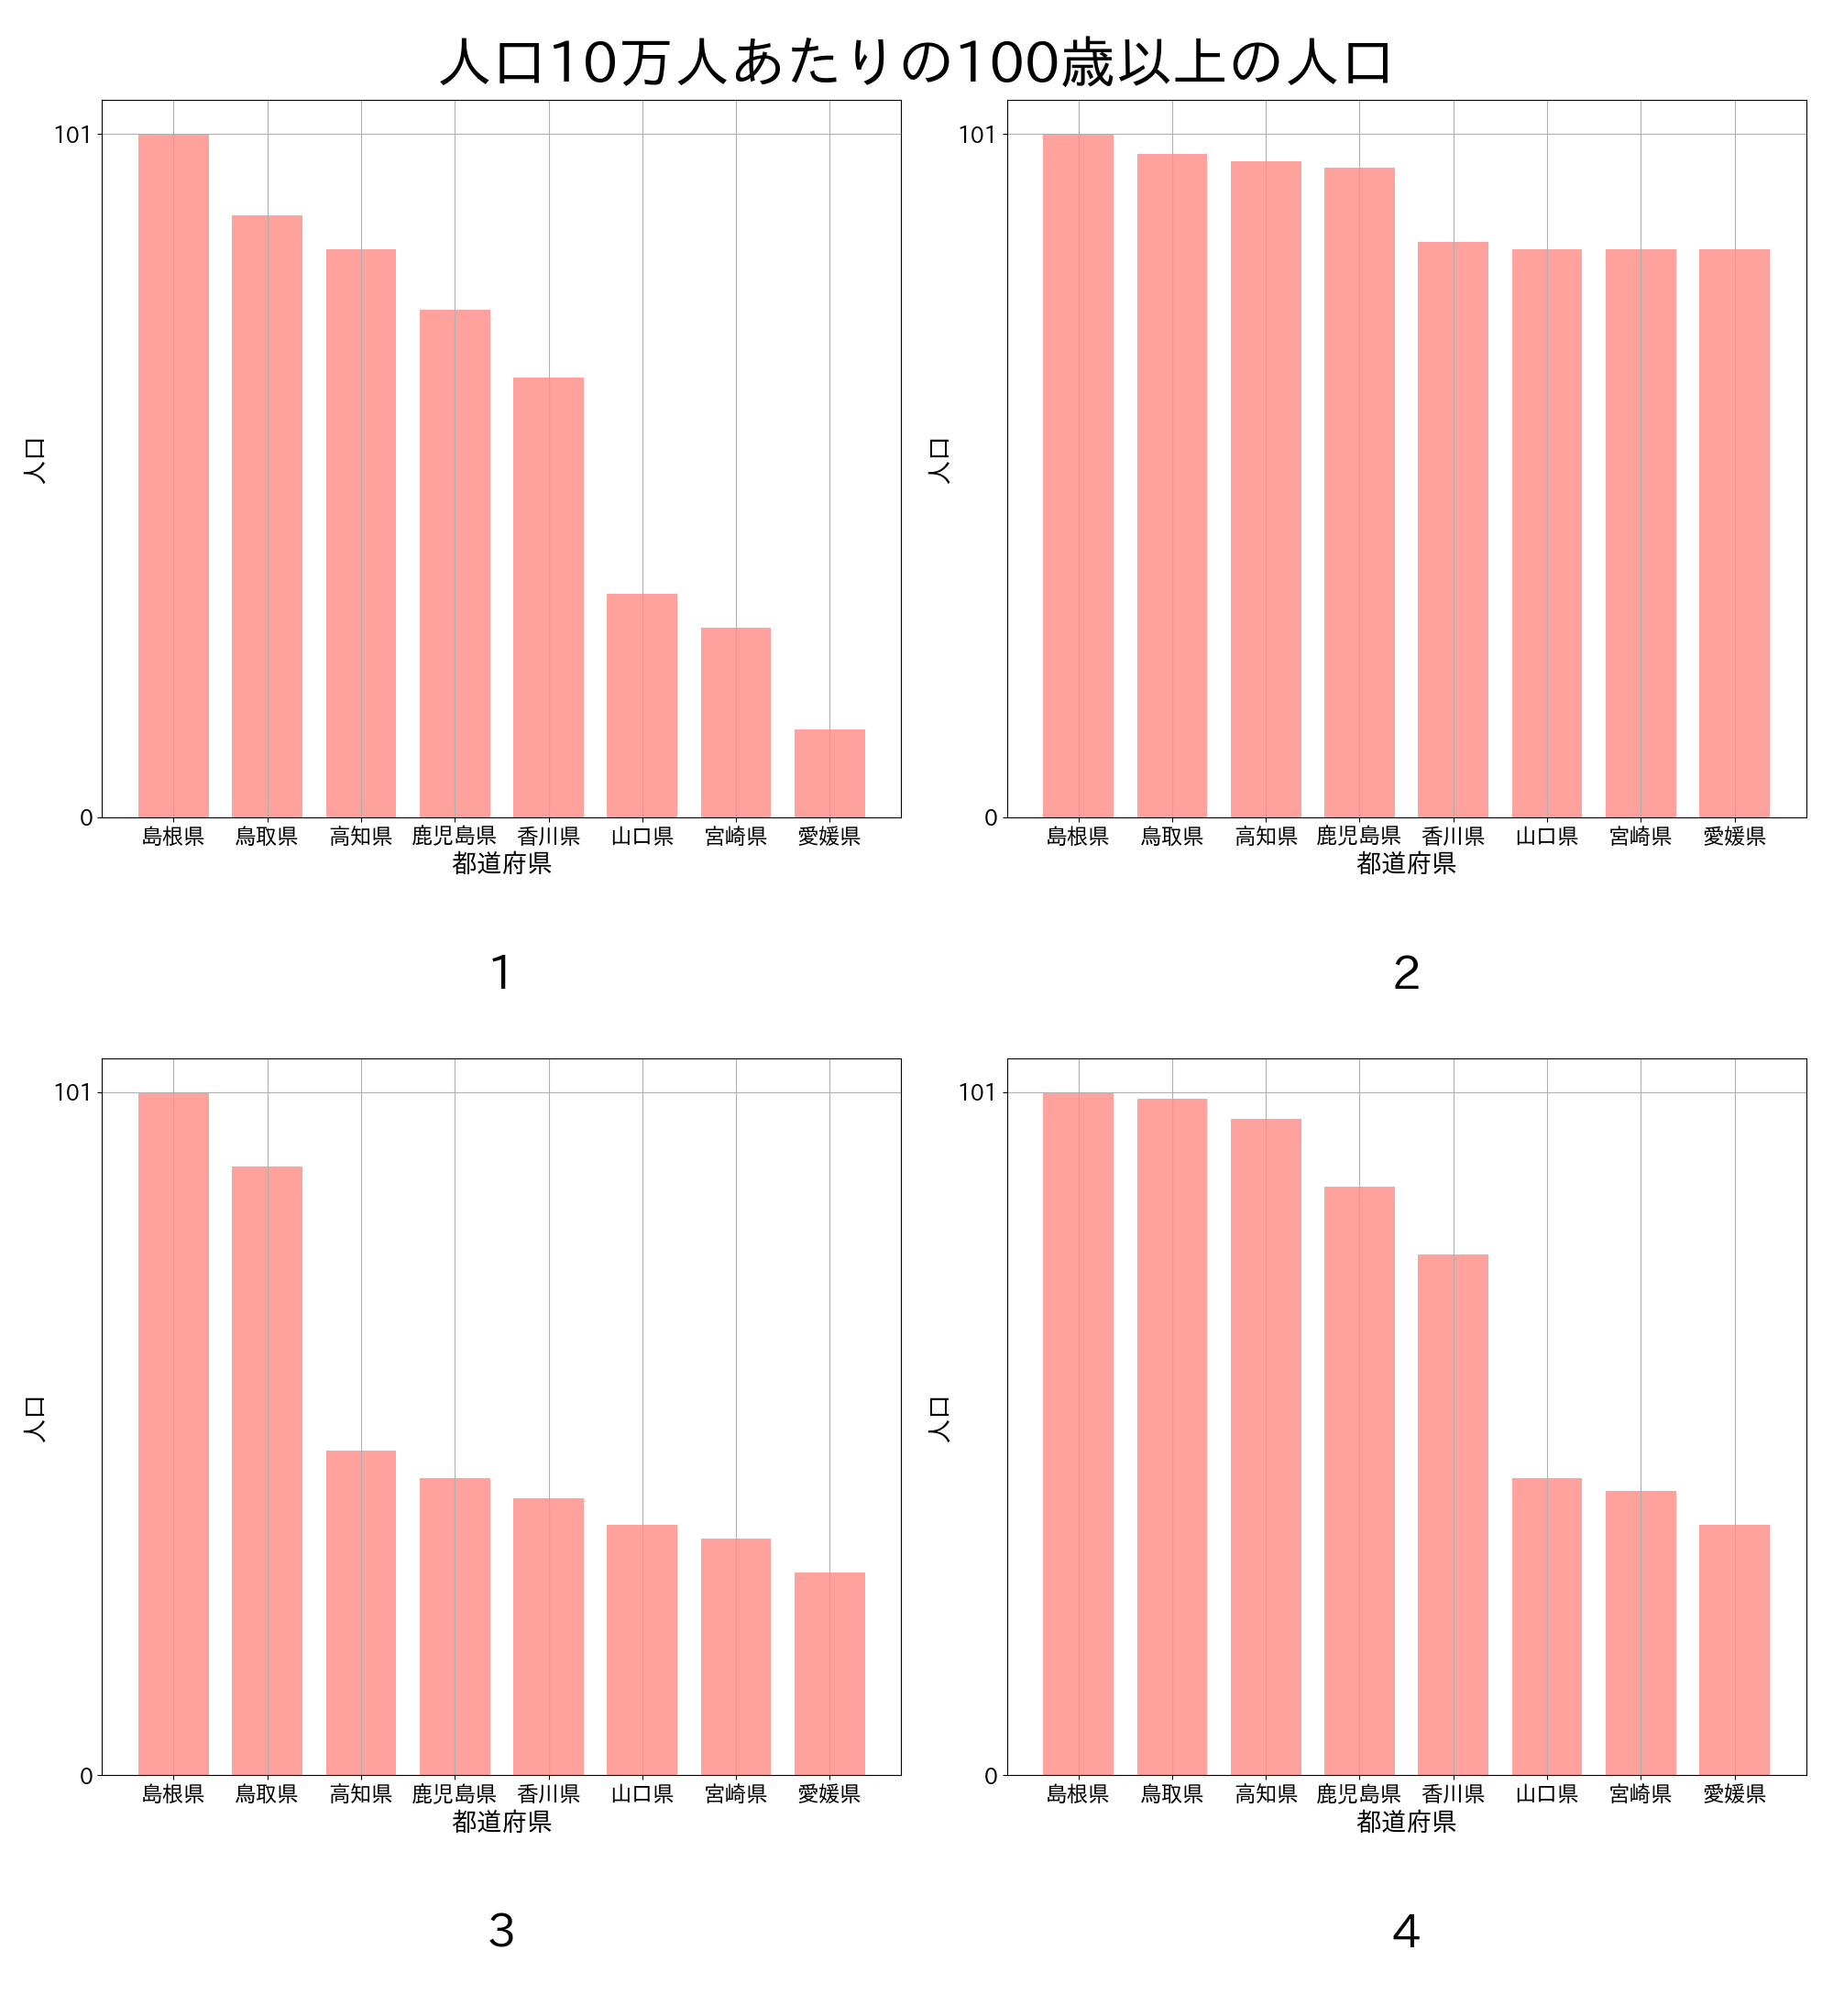 人口10万人あたりの100歳以上の人口
101
0
人口
島根県 鳥取県 高知県 鹿児島県 香川県 山口県 宮崎県 愛媛県
都道府県
1
101
0
人口
島根県 鳥取県 高知県 鹿児島県 香川県 山口県 宮崎県 愛媛県
都道府県
2
101
0
人口
島根県 鳥取県 高知県 鹿児島県 香川県 山口県 宮崎県 愛媛県
都道府県
3
101
0
人口
島根県 鳥取県 高知県 鹿児島県 香川県 山口県 宮崎県 愛媛県
都道府県
4